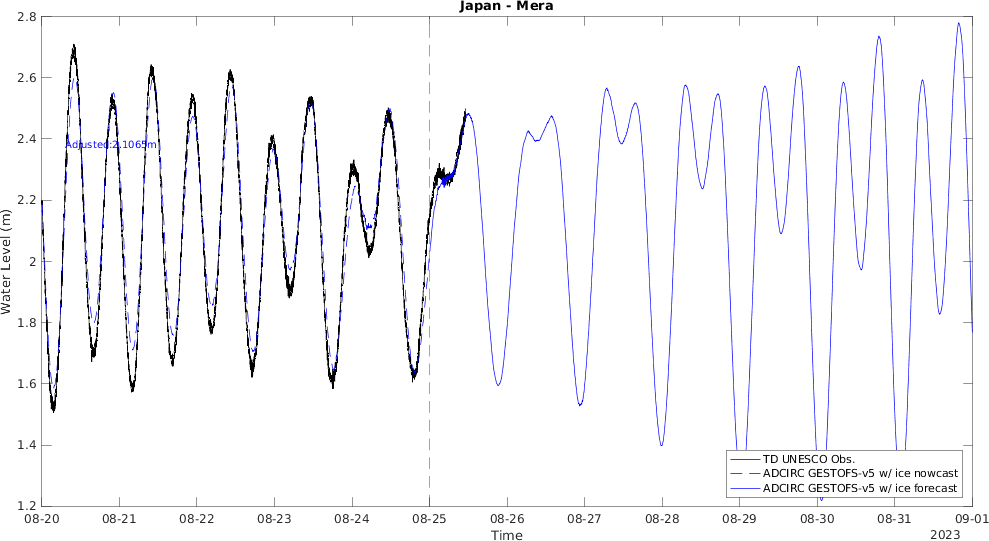 Japan - Mera
2.8
2.6
2.4
2.2
2
1.8
1.6
1.4
1.2
Water Level (m)
Adjusted:2.1065m
TD UNESCO Obs.
ADCIRC GESTOFS-v5 w/ ice nowcast
ADCIRC GESTOFS-v5 w/ ice forecast
08-20 08-21 08-22 08-23 08-24 08-25 08-26 08-27 08-28 08-29 08-30 08-31 09-01
Time
2023